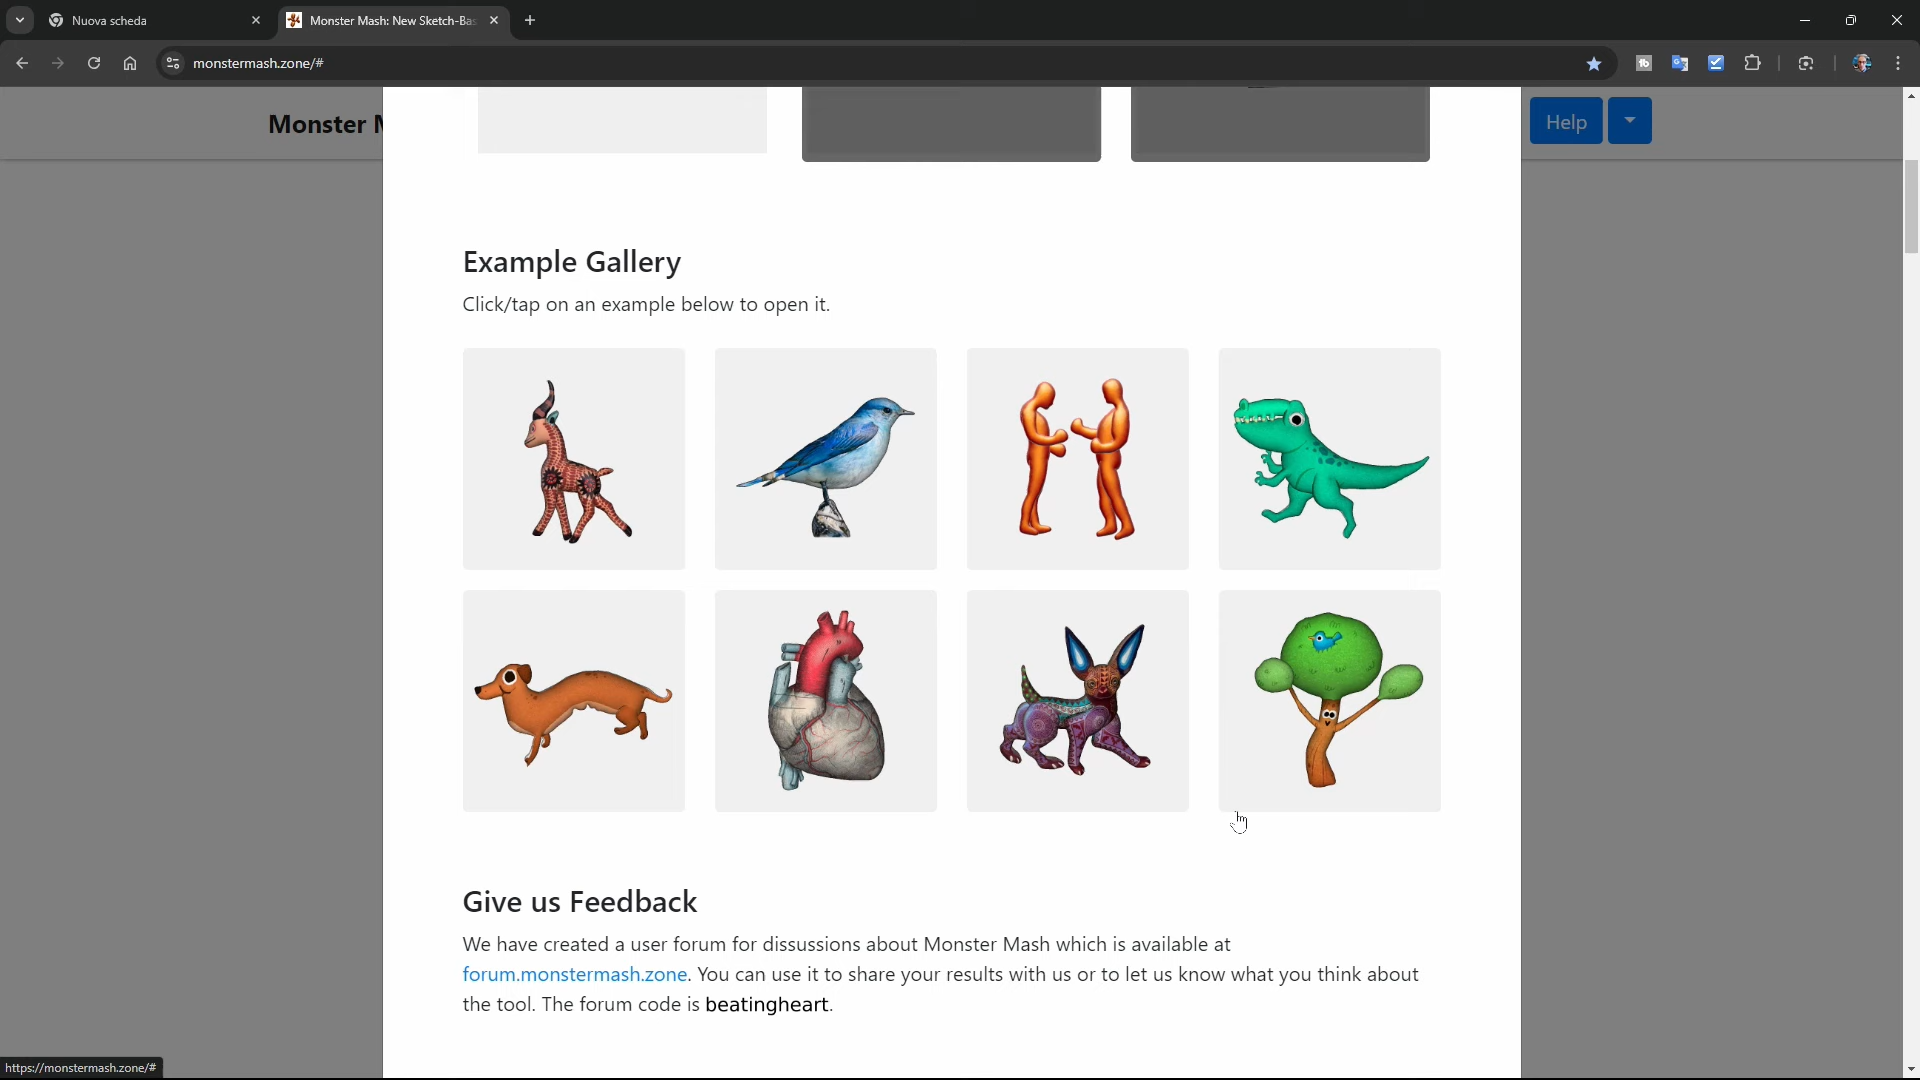 Nuova scheda
Monster Mash: New Sketch-Bas
monstermash.zone/#
Monster M
Help
Example Gallery
Click/tap on an example below to open it.
Give us Feedback
We have created a user forum for dissussions about Monster Mash which is available at
forum.monstermash.zone. You can use it to share your results with us or to let us know what you think about
the tool. The forum code is beatingheart.
https://monstermash.zone/#